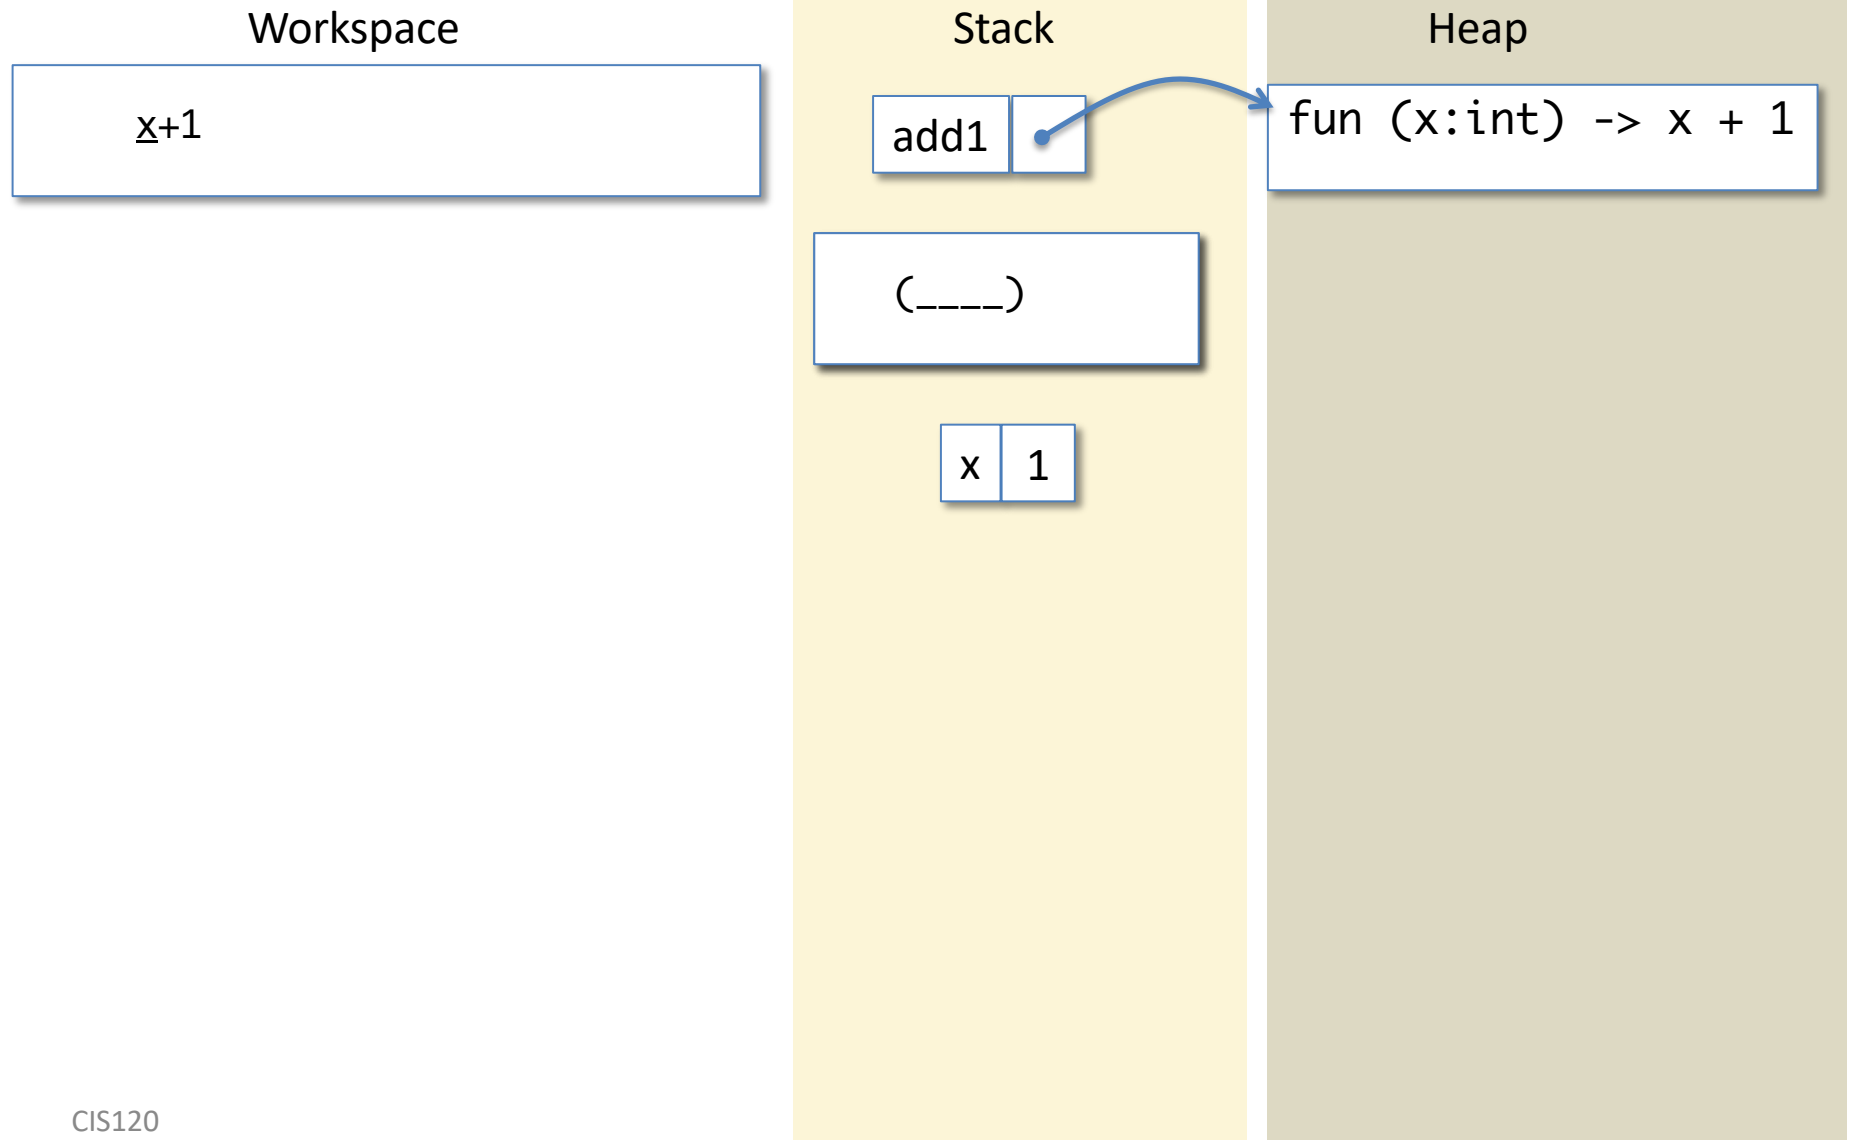 Workspace
Stack
Heap
x+1
add1
fun (x:int) -> x + 1
(____)
x
1
CIS120